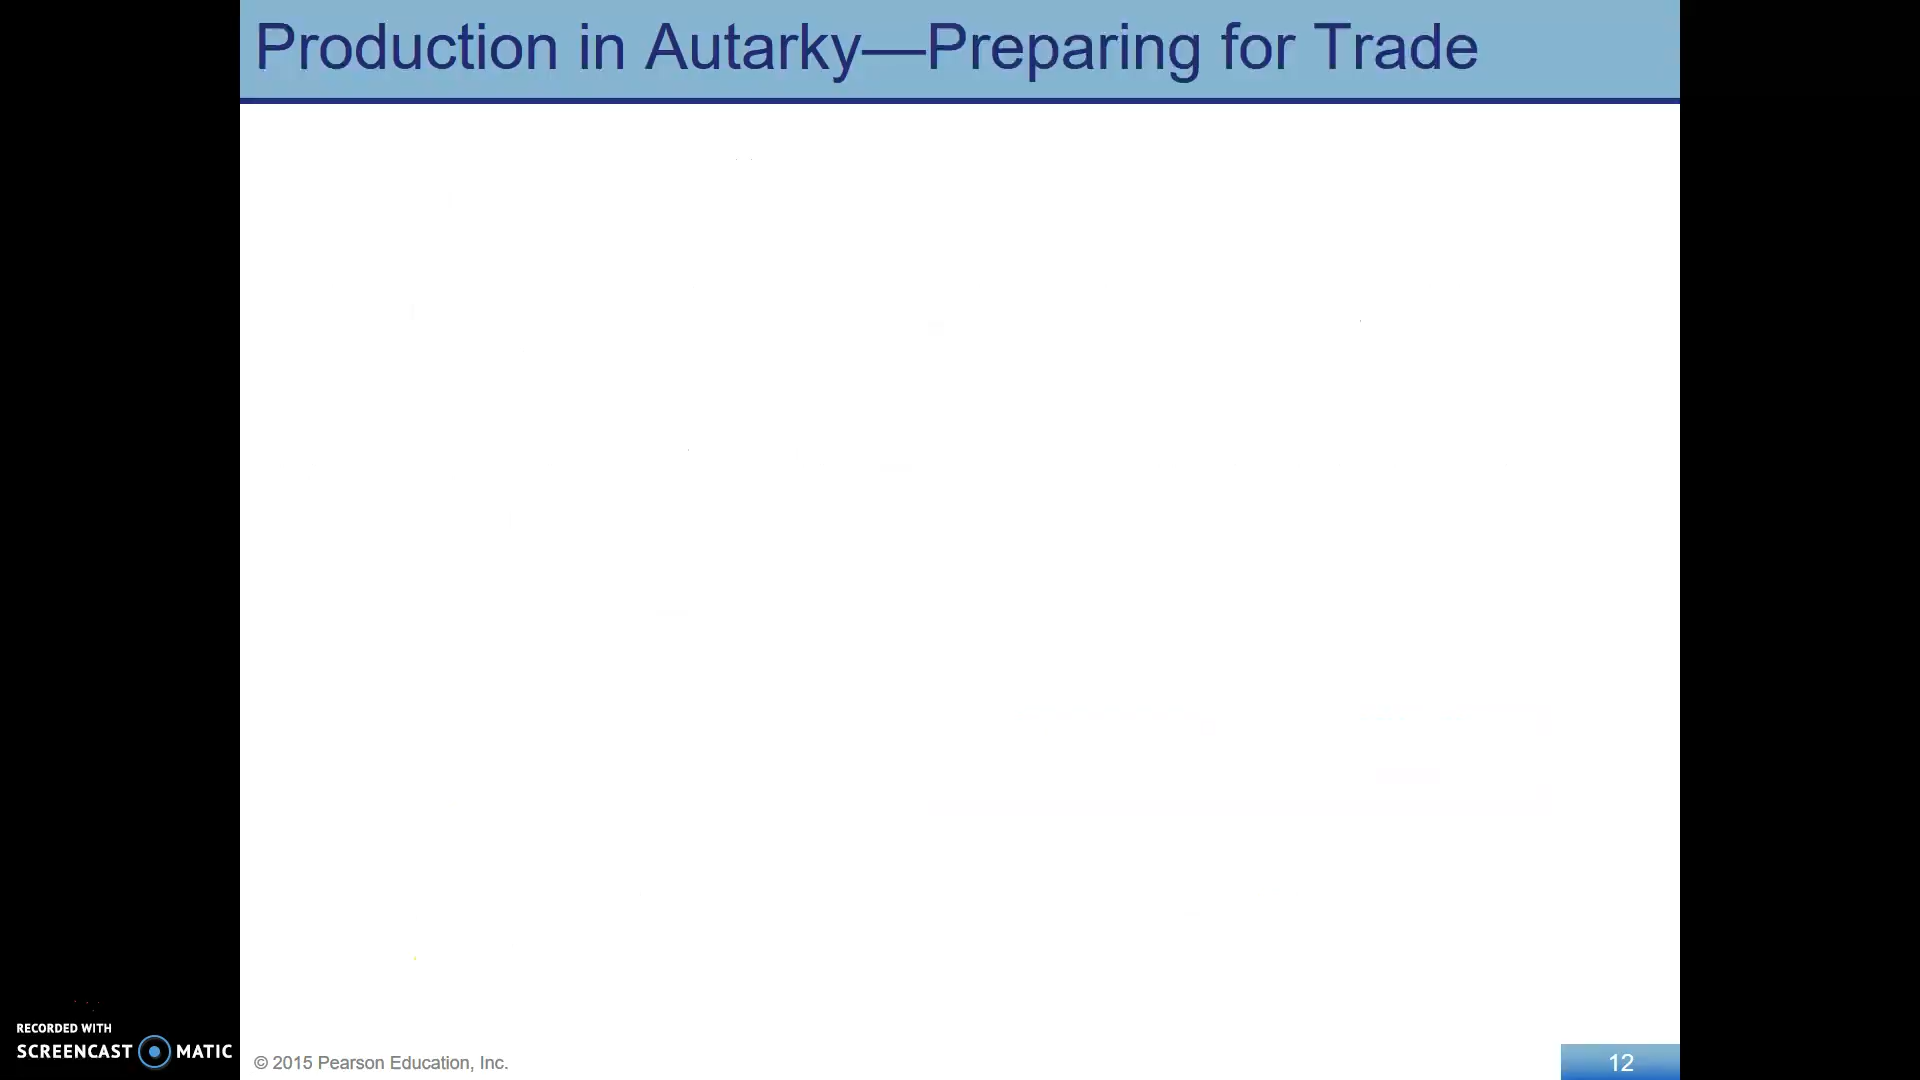 Production in Autarky—Preparing for Trade
RECORDED WITH
SCREENCAST MATIC
© 2015 Pearson Education, Inc.
12